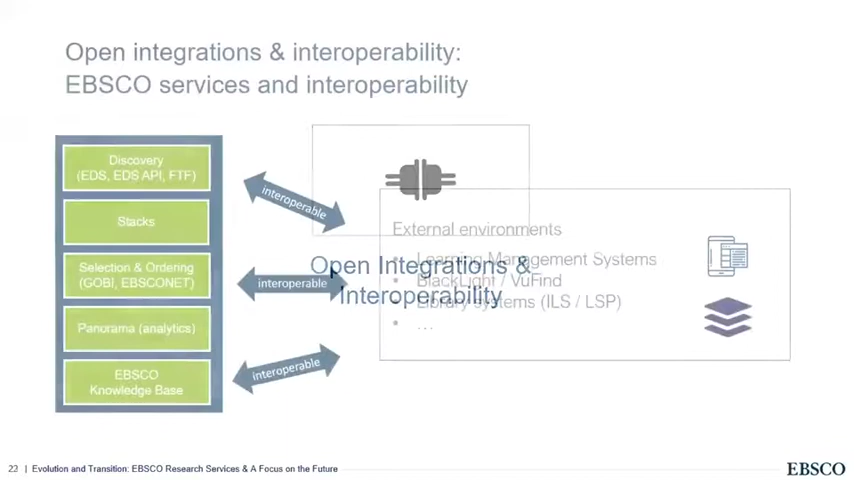 Open integrations & interoperability:
EBSCO services and interoperability
Discovery
(EDS, EDS API, FTF)
Stacks
Selection & Ordering
(GOBI, EBSCONET)
Panorama (analytics)
EBSCO
Knowledge Base
interoperable
interoperable
interoperable
External environments
• Learning Management Systems
• BlackLight / VuFind
• Library systems (ILS / LSP)
• ...
Open Integrations &
Interoperability
22 | Evolution and Transition: EBSCO Research Services & A Focus on the Future
EBSCO